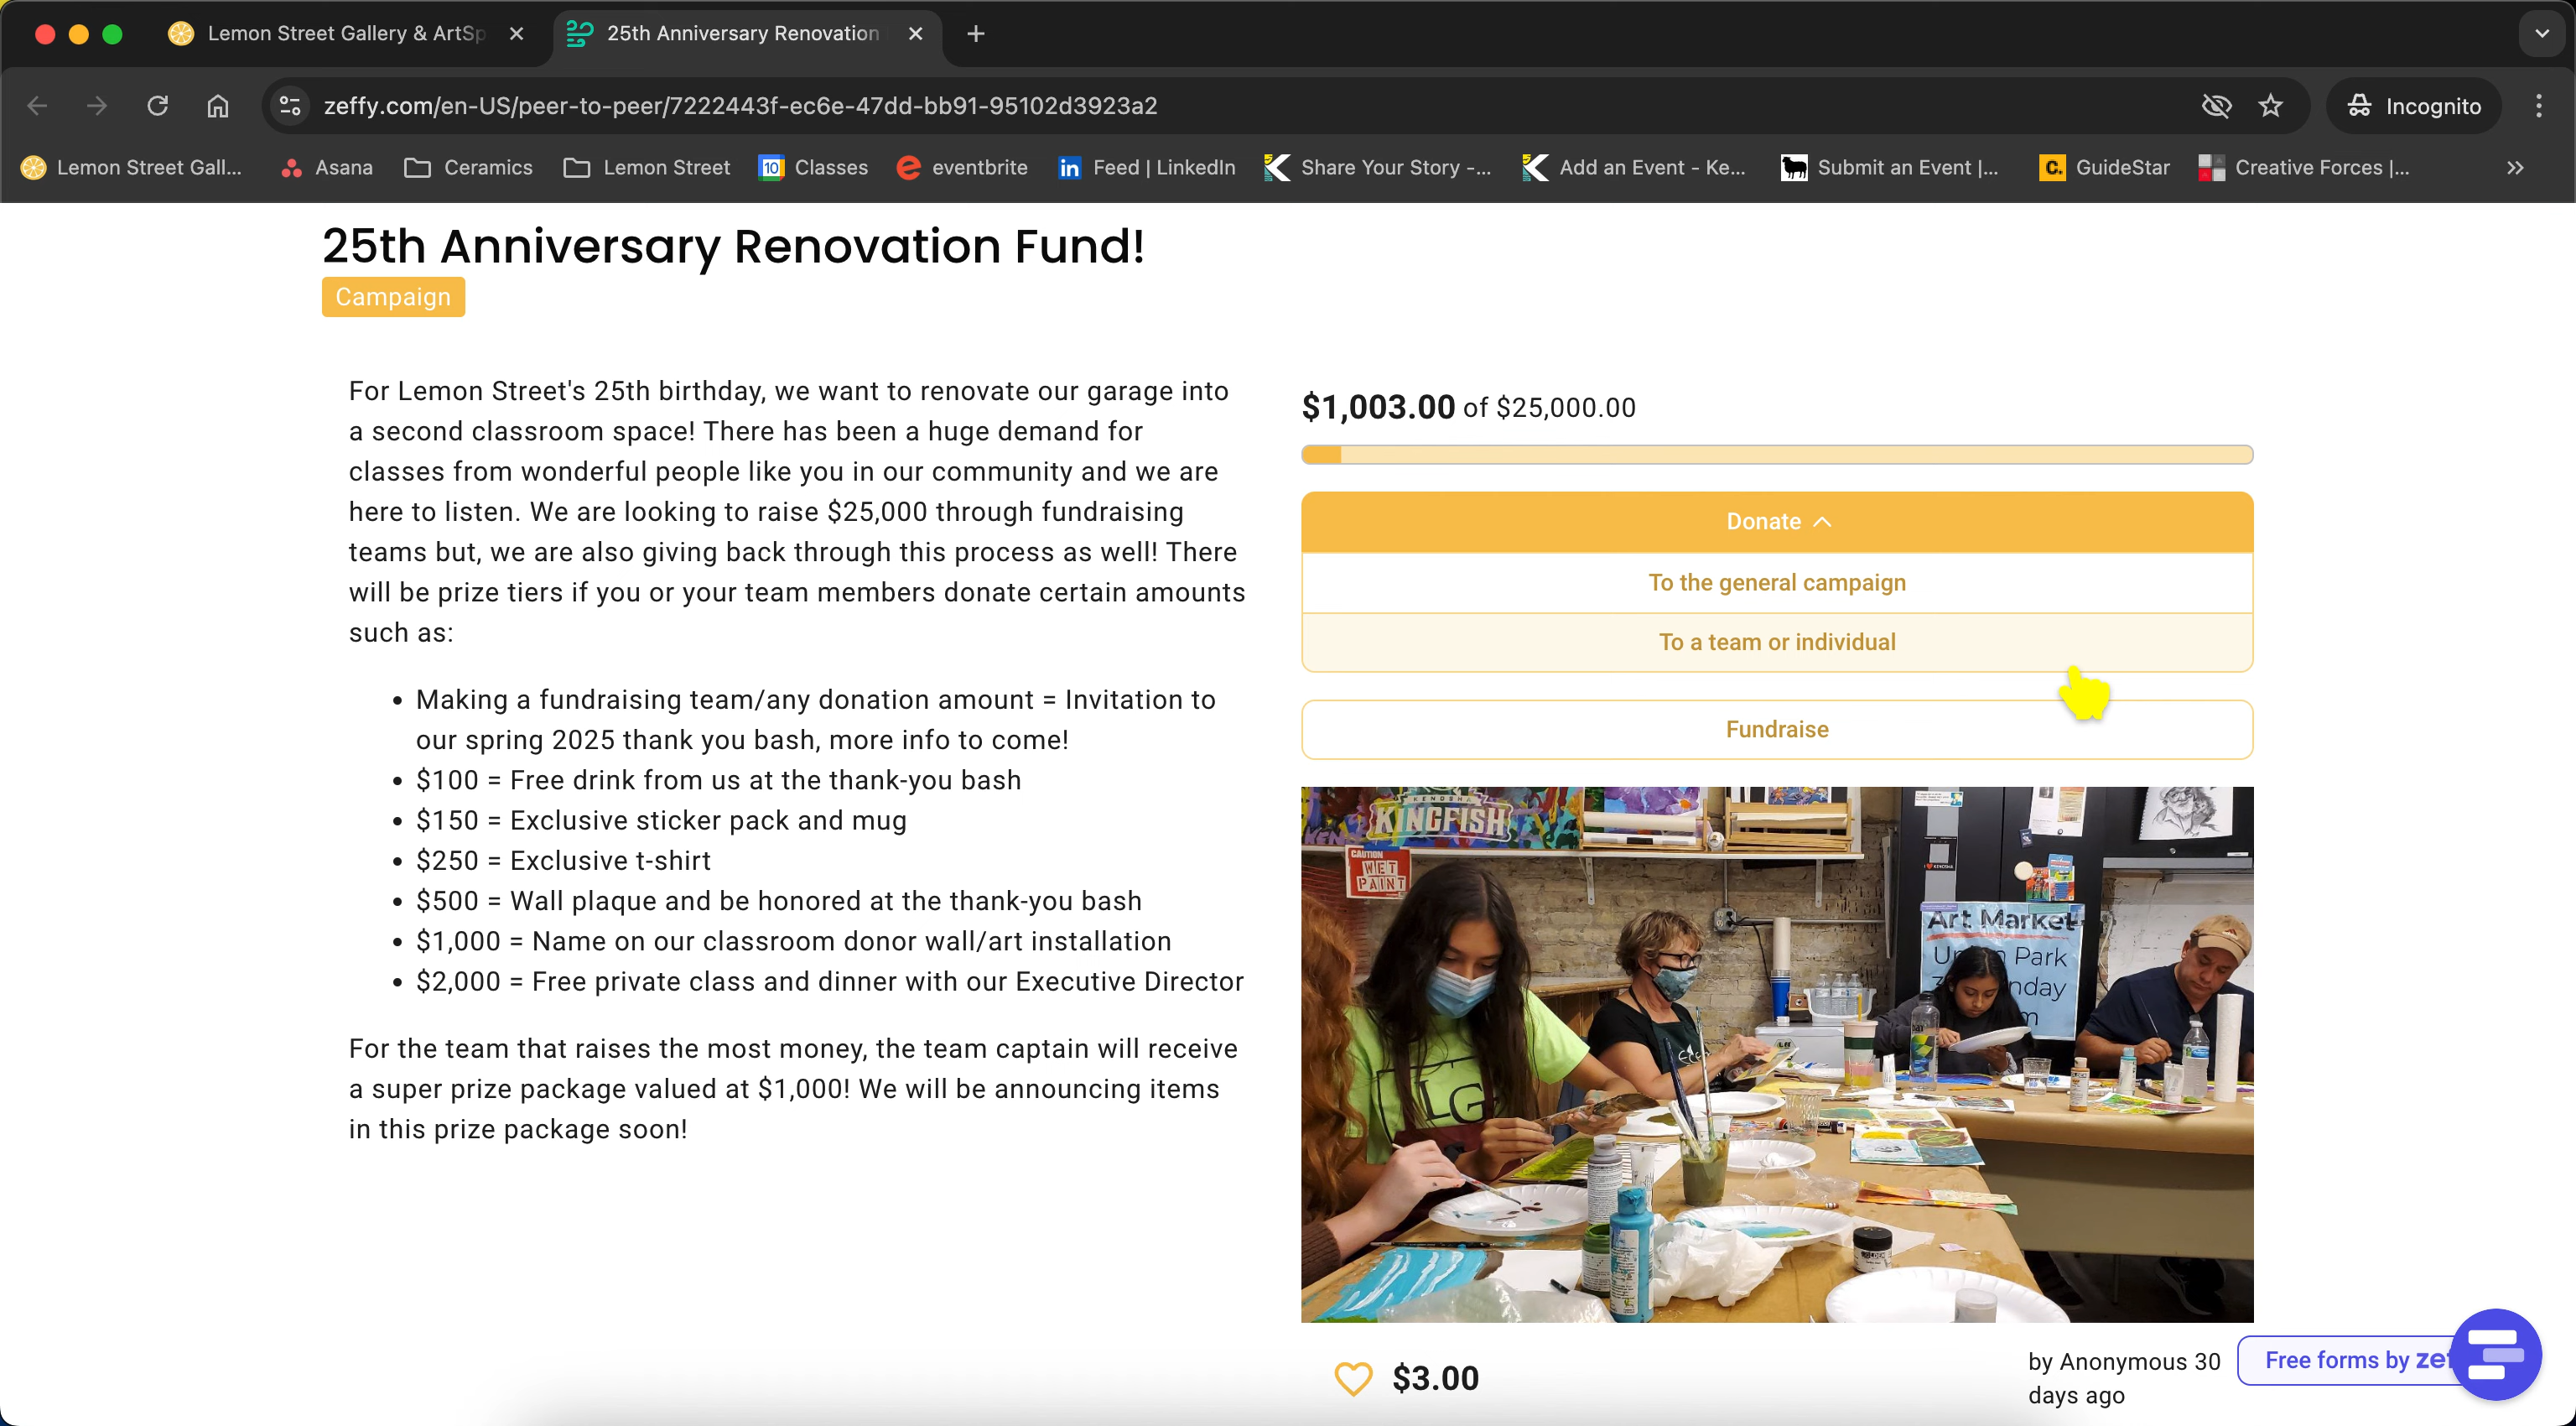 Lemon Street Gallery & ArtSp
25th Anniversary Renovation
zeffy.com/en-US/peer-to-peer/7222443f-ec6e-47dd-bb91-95102d3923a2
Incognito
Lemon Street Gall...
Asana
Ceramics
Lemon Street
10
Classes
eventbrite
in
Feed | LinkedIn
Share Your Story -...
Add an Event - Ke...
Submit an Event |...
C.
GuideStar
Creative Forces |...
25th Anniversary Renovation Fund!
Campaign
For Lemon Street's 25th birthday, we want to renovate our garage into
a second classroom space! There has been a huge demand for
classes from wonderful people like you in our community and we are
here to listen. We are looking to raise $25,000 through fundraising
teams but, we are also giving back through this process as well! There
will be prize tiers if you or your team members donate certain amounts
such as:
• Making a fundraising team/any donation amount = Invitation to
our spring 2025 thank you bash, more info to come!
• $100 = Free drink from us at the thank-you bash
• $150 = Exclusive sticker pack and mug
• $250 = Exclusive t-shirt
• $500 = Wall plaque and be honored at the thank-you bash
• $1,000 = Name on our classroom donor wall/art installation
• $2,000 = Free private class and dinner with our Executive Director
For the team that raises the most money, the team captain will receive
a super prize package valued at $1,000! We will be announcing items
in this prize package soon!
$1,003.00 of $25,000.00
Donate
To the general campaign
To a team or individual
Fundraise
KENOSHA
KINGFISH
CAUTION
WET
PAINT
Art Market
Park
LG
$3.00
by Anonymous 30
days ago
Free forms by zef